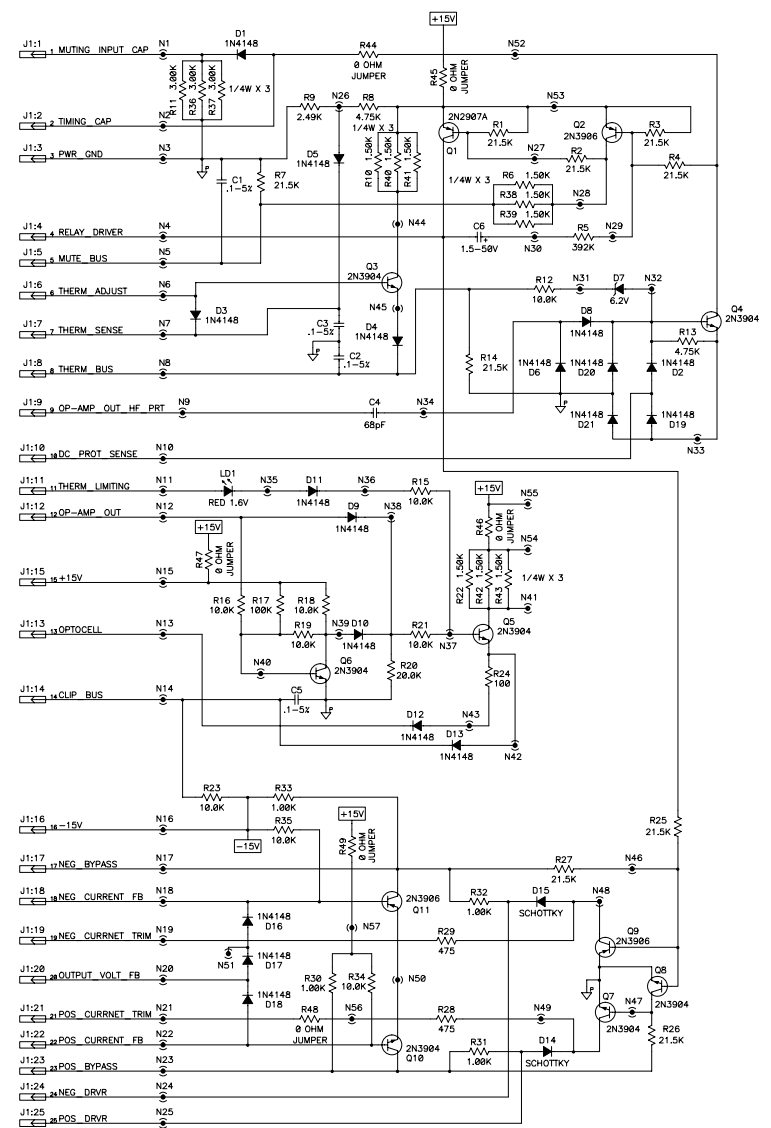 +15V
J1:1 1 MUTING_INPUT_CAP N1 D1 1N4148 R44 0 OHM JUMPER N52
R45 0 OHM JUMPER
R11 3.00K R36 3.00K R37 3.00K 1/4W X 3
J1:2 2 TIMING_CAP N2 R9 2.49K N26 R8 4.75K 1/4W X 3 2N2907A Q1 N53
R1 21.5K Q2 2N3906 R3 21.5K
J1:3 3 PWR_GND N3 P D5 1N4148 R10 1.50K R40 1.50K R41 1.50K N27 R2 21.5K R4 21.5K
C1 .1-5% R7 21.5K 1/4W X 3 R6 1.50K R38 1.50K R39 1.50K N28
N44
J1:4 4 RELAY_DRIVER N4 C6 + 1.5-50V N30 R5 392K N29
J1:5 5 MUTE_BUS N5
Q3 2N3904
J1:6 6 THERM_ADJUST N6 D3 1N4148 N45 R12 10.0K N31 D7 6.2V N32
J1:7 7 THERM_SENSE N7 C3 .1-5% D4 1N4148 D8 1N4148 Q4 2N3904
P C2 .1-5% R13 4.75K
J1:8 8 THERM_BUS N8 R14 21.5K 1N4148 D6 1N4148 D20 1N4148 D2
J1:9 9 OP-AMP_OUT_HF_PRT N9 C4 68pF N34 P 1N4148 D21 1N4148 D19
N33
J1:10 10 DC_PROT_SENSE N10
J1:11 11 THERM_LIMITING N11 LD1 RED 1.6V N35 D11 1N4148 N36 R15 10.0K
+15V N55
J1:12 12 OP-AMP_OUT N12 D9 1N4148 N38
+15V R46 0 OHM JUMPER
R47 0 OHM JUMPER N54
J1:15 15 +15V N15 R22 1.50K R42 1.50K R43 1.50K 1/4W X 3
R16 10.0K R17 100K R18 10.0K N41
J1:13 13 OPTOCELL N13 R19 10.0K N39 D10 1N4148 R21 10.0K N37 Q5 2N3904
N40 Q6 2N3904 R20 20.0K R24 100
J1:14 14 CLIP_BUS N14 C5 .1-5% P
D12 1N4148 N43
D13 1N4148 N42
R23 10.0K R33 1.00K
+15V
J1:16 16 -15V N16 -15V R35 10.0K R49 0 OHM JUMPER R25 21.5K
J1:17 17 NEG_BYPASS N17 R27 21.5K N46
J1:18 18 NEG_CURRENT_FB N18 2N3906 Q11 R32 1.00K D15 SCHOTTKY N48
1N4148 D16
J1:19 19 NEG_CURRNET_TRIM N19 N57 R29 475 Q9 2N3906
N51 1N4148 D17
J1:20 20 OUTPUT_VOLT_FB N20 R30 1.00K R34 10.0K N50 P Q8 2N3904
1N4148 D18
J1:21 21 POS_CURRNET_TRIM N21 R48 0 OHM JUMPER N56 R28 475 N49 Q7 2N3904 N47
J1:22 22 POS_CURRENT_FB N22 2N3904 Q10 R31 1.00K D14 SCHOTTKY R26 21.5K
J1:23 23 POS_BYPASS N23
J1:24 24 NEG_DRVR N24
J1:25 25 POS_DRVR N25